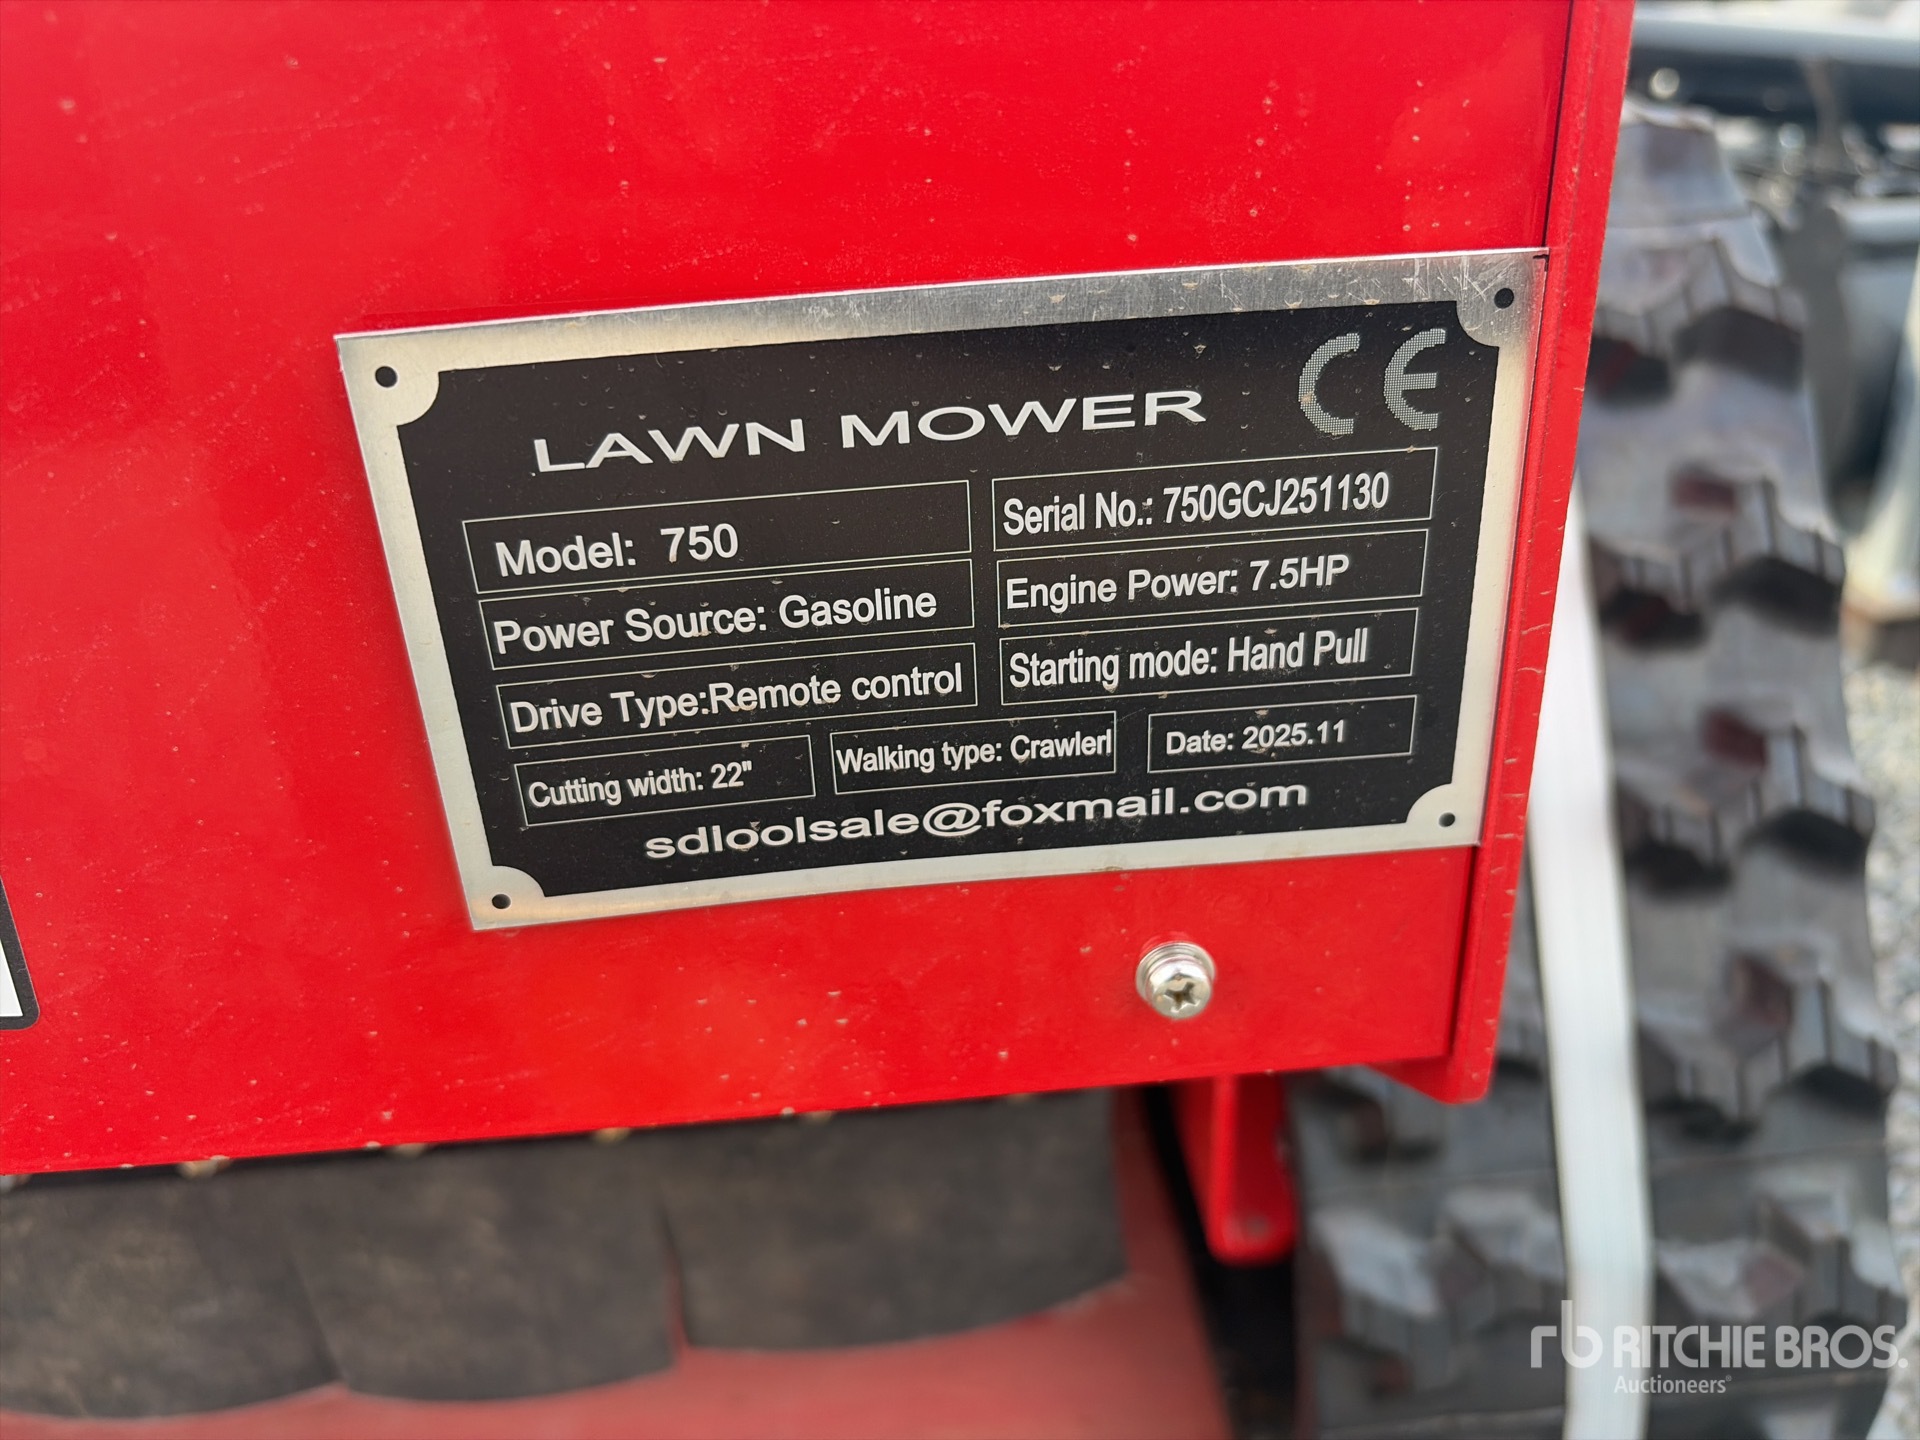 CE
LAWN MOWER
Model: 750
Serial No.: 750GCJ251130
Power Source: Gasoline
Engine Power: 7.5HP
Drive Type:Remote control
Starting mode: Hand Pull
Cutting width: 22"
Walking type: Crawlerl
Date: 2025.11
sdloolsale@foxmail.com
rb RITCHIE BROS.
Auctioneers®